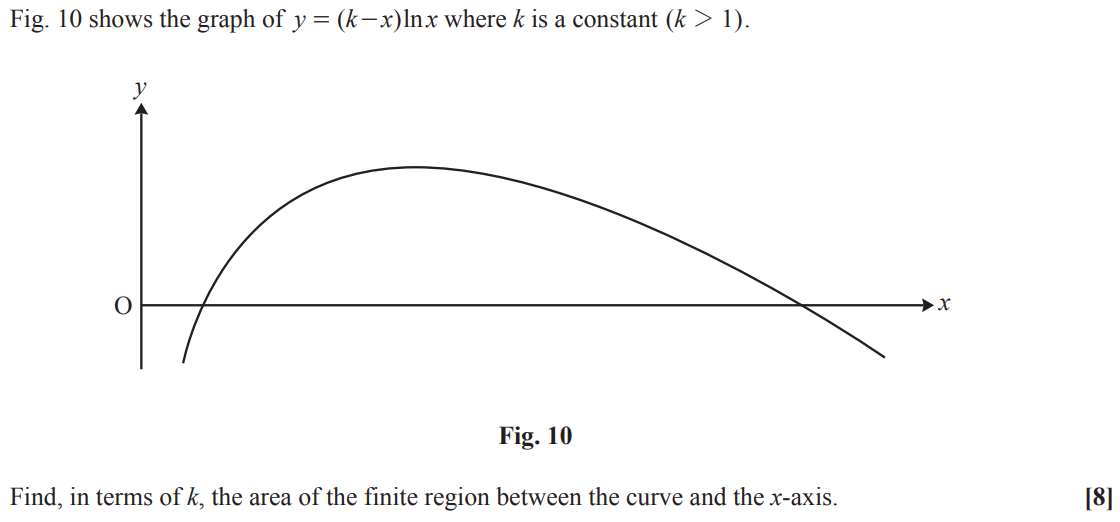 Fig. 10 shows the graph of y = (k−x)lnx where k is a constant (k > 1).
y
O
x
Fig. 10
Find, in terms of k, the area of the finite region between the curve and the x-axis. [8]